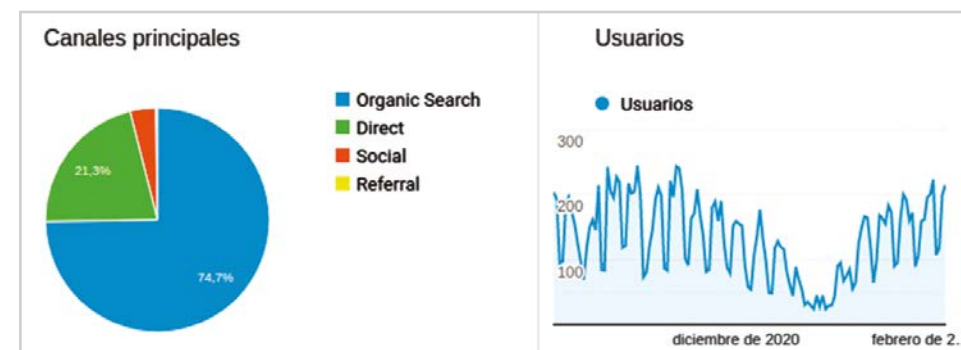 Canales principales
Organic Search
Direct
Social
Referral
21,3%
74,7%
Usuarios
Usuarios
300
200
100
diciembre de 2020
febrero de 2...